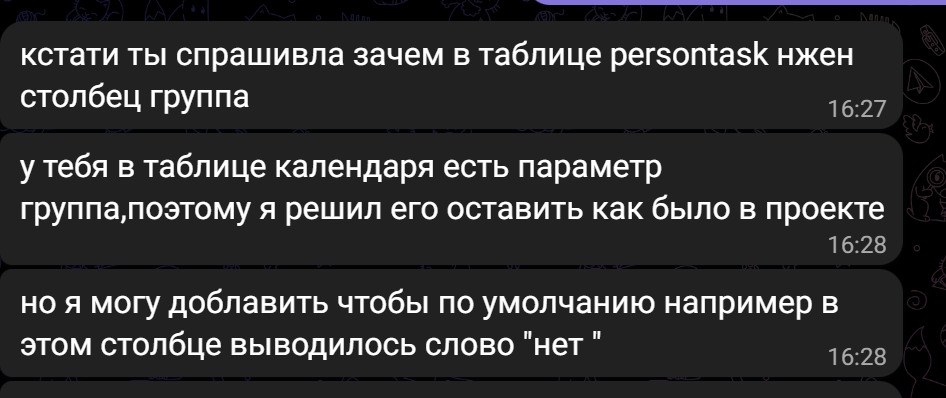 кстати ты спрашивла зачем в таблице persontask нжен
столбец группа
16:27
у тебя в таблице календаря есть параметр
группа,поэтому я решил его оставить как было в проекте
16:28
но я могу доблавить чтобы по умолчанию например в
этом столбце выводилось слово "нет "
16:28